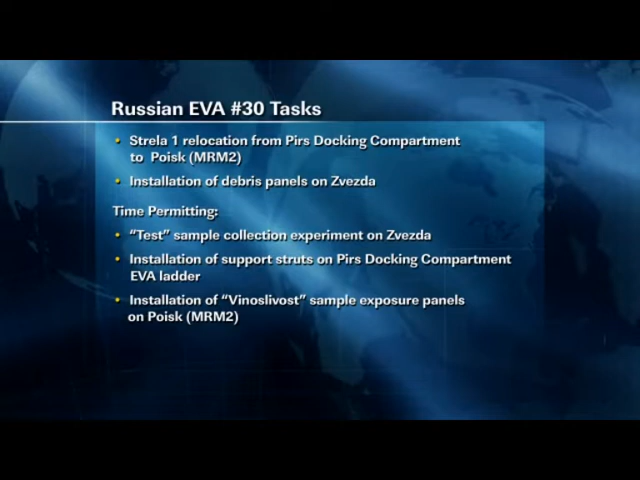 Russian EVA #30 Tasks
• Strela 1 relocation from Pirs Docking Compartment
to Poisk (MRM2)
• Installation of debris panels on Zvezda
Time Permitting:
• “Test” sample collection experiment on Zvezda
• Installation of support struts on Pirs Docking Compartment
EVA ladder
• Installation of “Vinoslivost” sample exposure panels
on Poisk (MRM2)